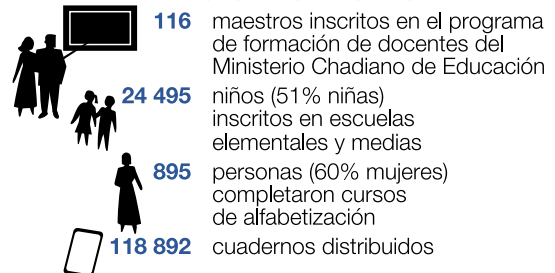 116 maestros inscritos en el programa
de formación de docentes del
Ministerio Chadiano de Educación
24 495 niños (51% niñas)
inscritos en escuelas
elementales y medias
895 personas (60% mujeres)
completaron cursos
de alfabetización
118 892 cuadernos distribuidos